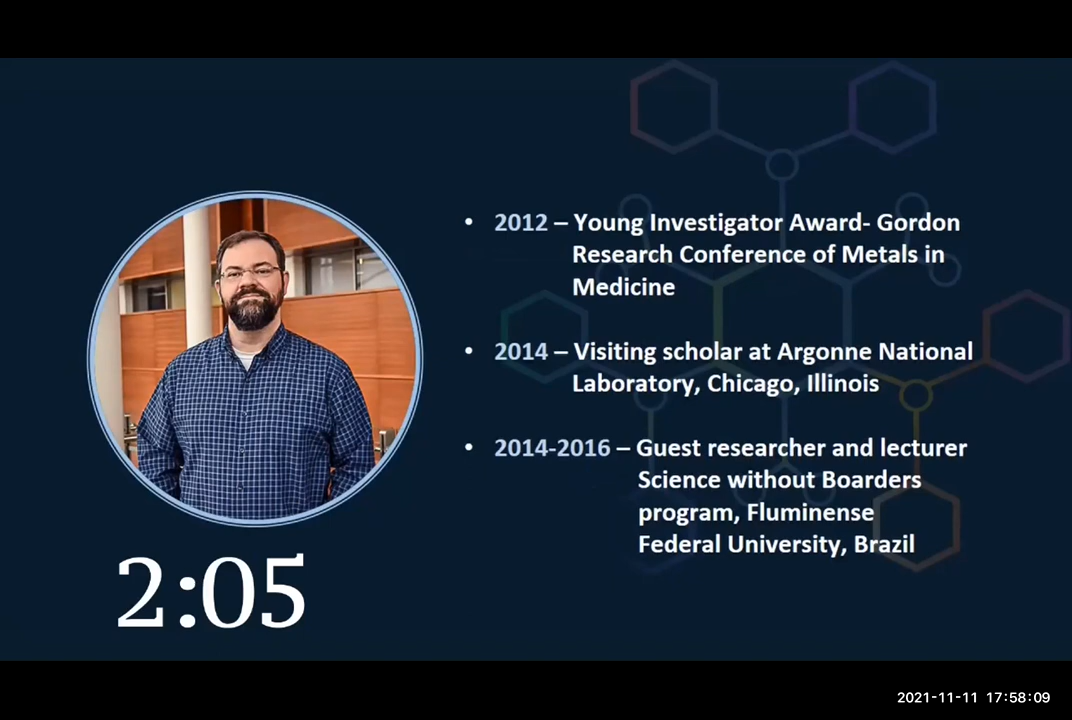 • 2012 – Young Investigator Award- Gordon
Research Conference of Metals in
Medicine
• 2014 – Visiting scholar at Argonne National
Laboratory, Chicago, Illinois
• 2014-2016 – Guest researcher and lecturer
Science without Boarders
program, Fluminense
Federal University, Brazil
2:05
2021-11-11 17:58:09